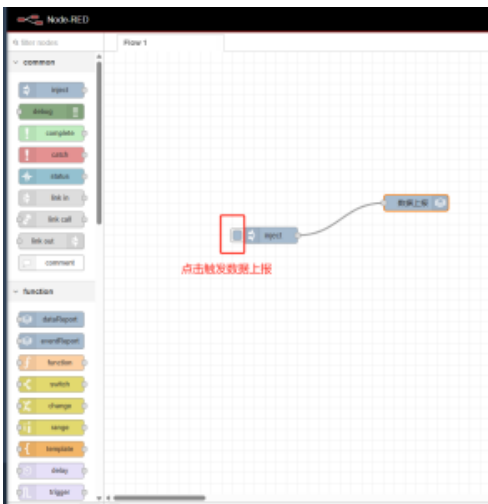 Node-RED
filter nodes
Flow 1
common
inject
debug
complete
catch
status
link in
link call
link out
comment
数据上报
inject
点击触发数据上报
function
dataReport
eventReport
function
switch
change
range
template
delay
trigger